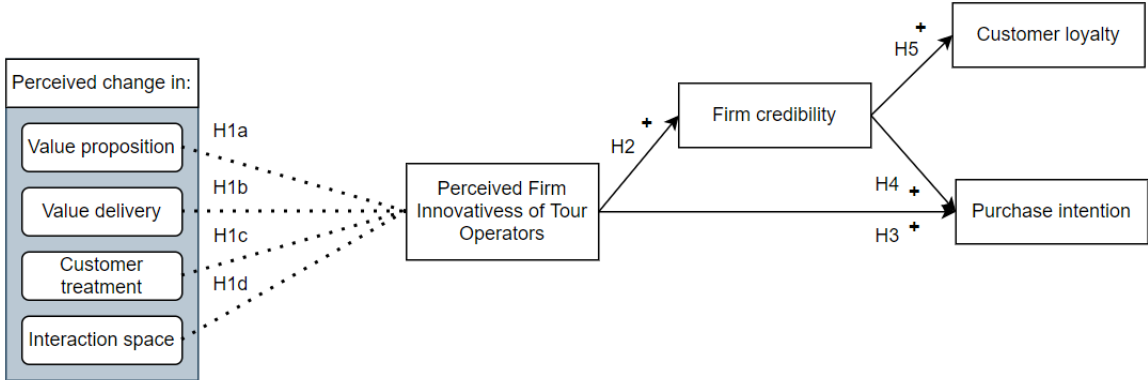 Perceived change in:
Value proposition
Value delivery
Customer
treatment
Interaction space
H1a
H1b
H1c
H1d
Perceived Firm
Innovativess of Tour
Operators
H2
+
Firm credibility
H5
+
H4
+
H3
+
Customer loyalty
Purchase intention